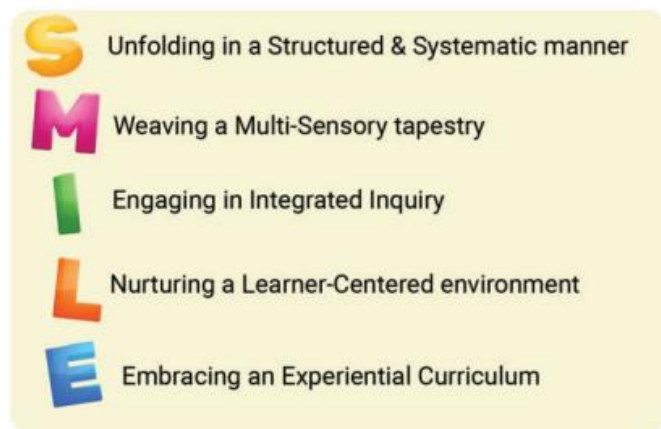 S Unfolding in a Structured & Systematic manner
M Weaving a Multi-Sensory tapestry
I Engaging in Integrated Inquiry
L Nurturing a Learner-Centered environment
E Embracing an Experiential Curriculum